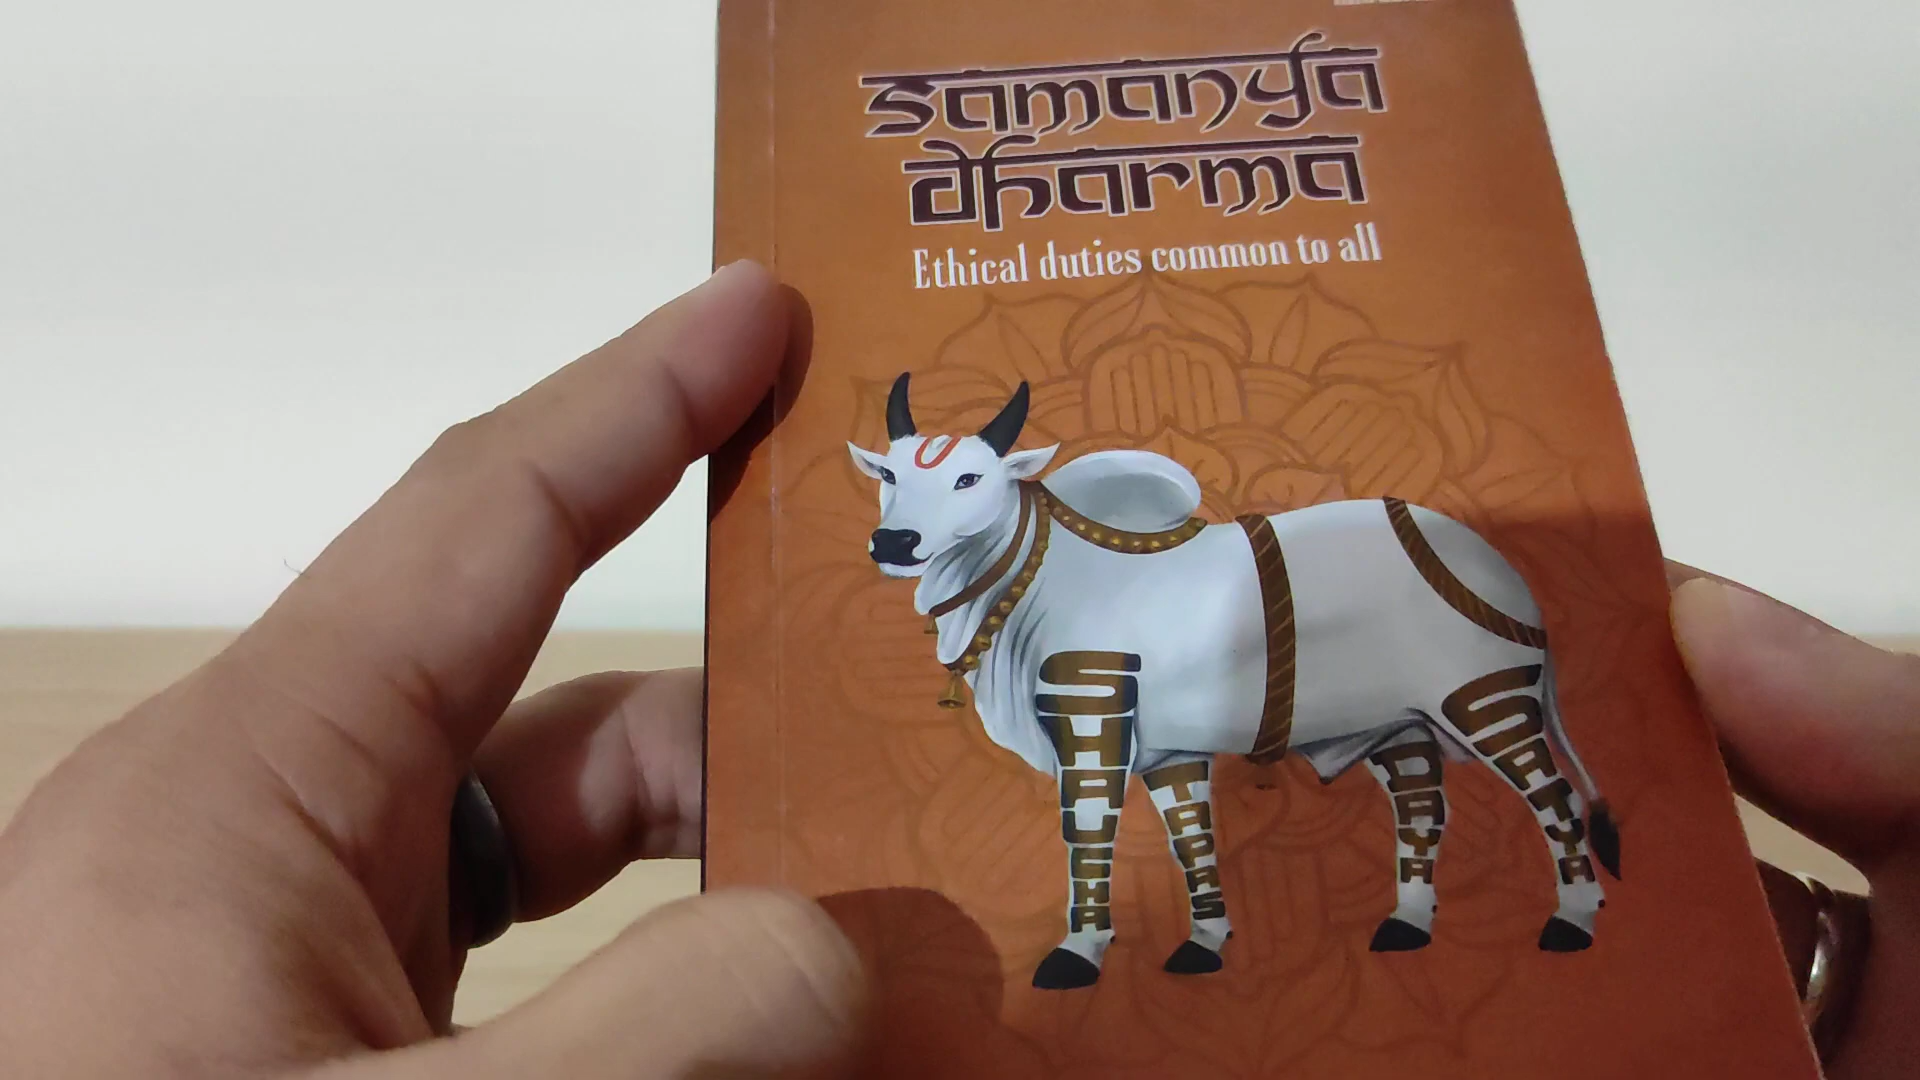 samanya
dharma
Ethical duties common to all
SHAUCHA
TAPAS
DAYA
SATYA